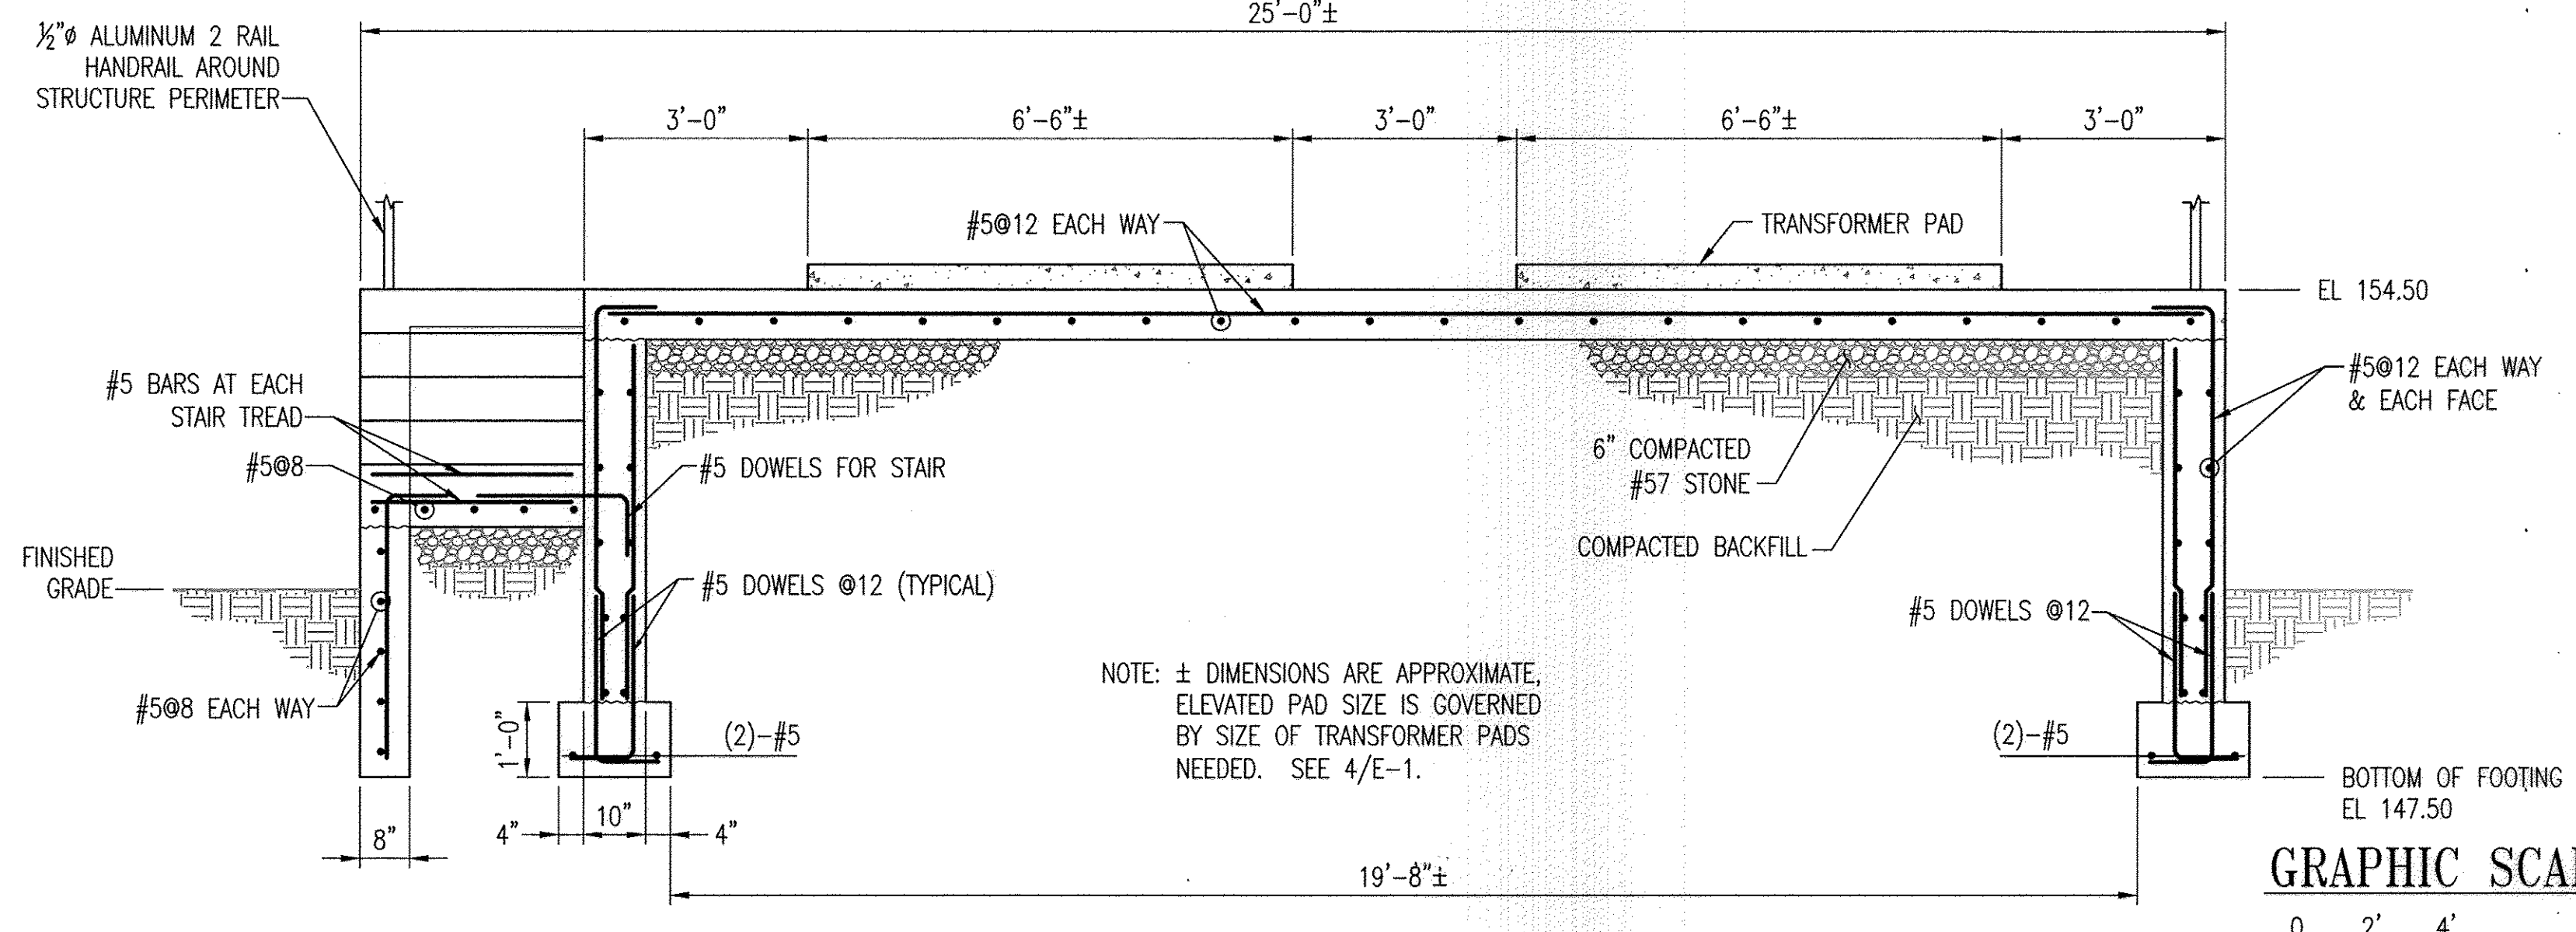 25'-0"±
½"ø ALUMINUM 2 RAIL
HANDRAIL AROUND
STRUCTURE PERIMETER
3'-0"
6'-6"±
3'-0"
6'-6"±
3'-0"
#5@12 EACH WAY
TRANSFORMER PAD
EL 154.50
#5 BARS AT EACH
STAIR TREAD
#5@8
#5 DOWELS FOR STAIR
6" COMPACTED
#57 STONE
#5@12 EACH WAY
& EACH FACE
FINISHED
GRADE
COMPACTED BACKFILL
#5 DOWELS @12 (TYPICAL)
#5 DOWELS @12
#5@8 EACH WAY
1'-0"
(2)-#5
NOTE: ± DIMENSIONS ARE APPROXIMATE,
ELEVATED PAD SIZE IS GOVERNED
BY SIZE OF TRANSFORMER PADS
NEEDED. SEE 4/E-1.
(2)-#5
BOTTOM OF FOOTING
EL 147.50
8"
4"
10"
4"
19'-8"±
GRAPHIC SCA
0 2' 4'